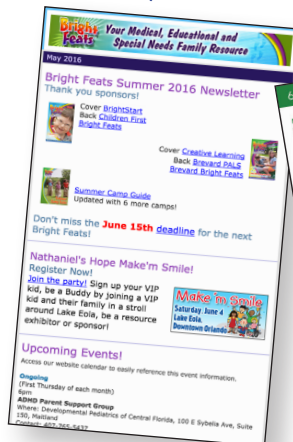 Bright Feats
Your Medical, Educational and
Special Needs Family Resource
May 2016
Bright Feats Summer 2016 Newsletter
Thank you sponsors!
Cover BrightStart
Back Children First
Bright Feats
Cover Creative Learning
Back Brevard PALS
Brevard Bright Feats
Summer Camp Guide
Updated with 6 more camps!
Don't miss the June 15th deadline for the next
Bright Feats!
Nathaniel's Hope Make'm Smile!
Register Now!
Join the party! Sign up your VIP
kid, be a Buddy by joining a VIP
kid and their family in a stroll
around Lake Eola, be a resource
exhibitor or sponsor!
Make'm Smile
Saturday, June 4
Lake Eola,
Downtown Orlando
Upcoming Events!
Access our website calendar to easily reference this event information.
Ongoing
(First Thursday of each month)
6pm
ADHD Parent Support Group
Where: Developmental Pediatrics of Central Florida, 100 E Sybelia Ave, Suite
150, Maitland